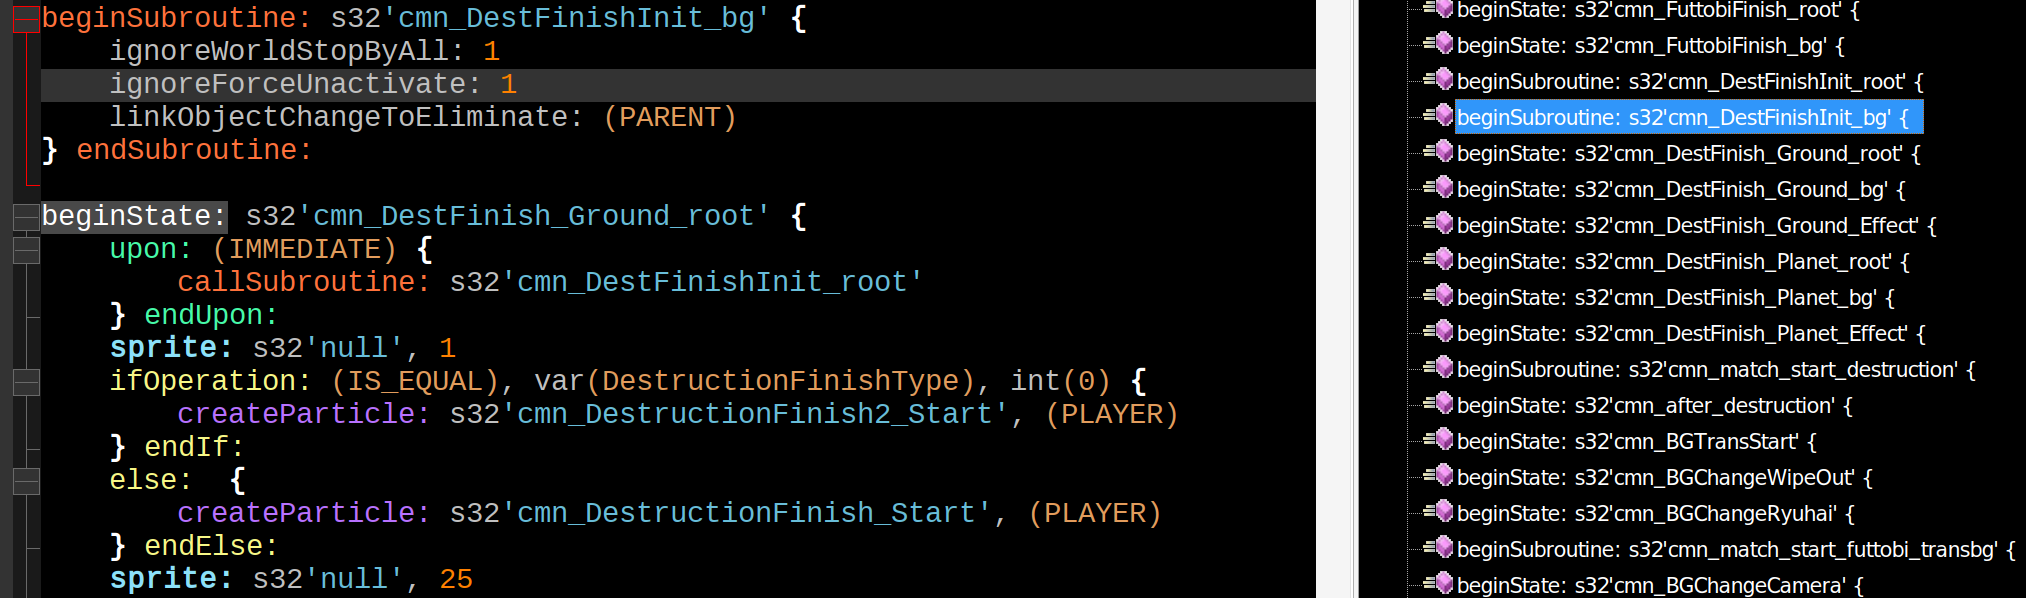 beginSubroutine: s32'cmn_DestFinishInit_bg' {
ignoreWorldStopByAll: 1
ignoreForceUnactivate: 1
linkObjectChangeToEliminate: (PARENT)
} endSubroutine:
beginState: s32'cmn_DestFinish_Ground_root' {
upon: (IMMEDIATE) {
callSubroutine: s32'cmn_DestFinishInit_root'
} endUpon:
sprite: s32'null', 1
ifOperation: (IS_EQUAL), var(DestructionFinishType), int(0) {
createParticle: s32'cmn_DestructionFinish2_Start', (PLAYER)
} endIf:
else:  {
createParticle: s32'cmn_DestructionFinish_Start', (PLAYER)
} endElse:
sprite: s32'null', 25
beginState: s32'cmn_FuttobiFinish_root' {
beginState: s32'cmn_FuttobiFinish_bg' {
beginSubroutine: s32'cmn_DestFinishInit_root' {
beginSubroutine: s32'cmn_DestFinishInit_bg' {
beginState: s32'cmn_DestFinish_Ground_root' {
beginState: s32'cmn_DestFinish_Ground_bg' {
beginState: s32'cmn_DestFinish_Ground_Effect' {
beginState: s32'cmn_DestFinish_Planet_root' {
beginState: s32'cmn_DestFinish_Planet_bg' {
beginState: s32'cmn_DestFinish_Planet_Effect' {
beginSubroutine: s32'cmn_match_start_destruction' {
beginState: s32'cmn_after_destruction' {
beginState: s32'cmn_BGTransStart' {
beginState: s32'cmn_BGChangeWipeOut' {
beginState: s32'cmn_BGChangeRyuhai' {
beginSubroutine: s32'cmn_match_start_futtobi_transbg' {
beginState: s32'cmn_BGChangeCamera' {